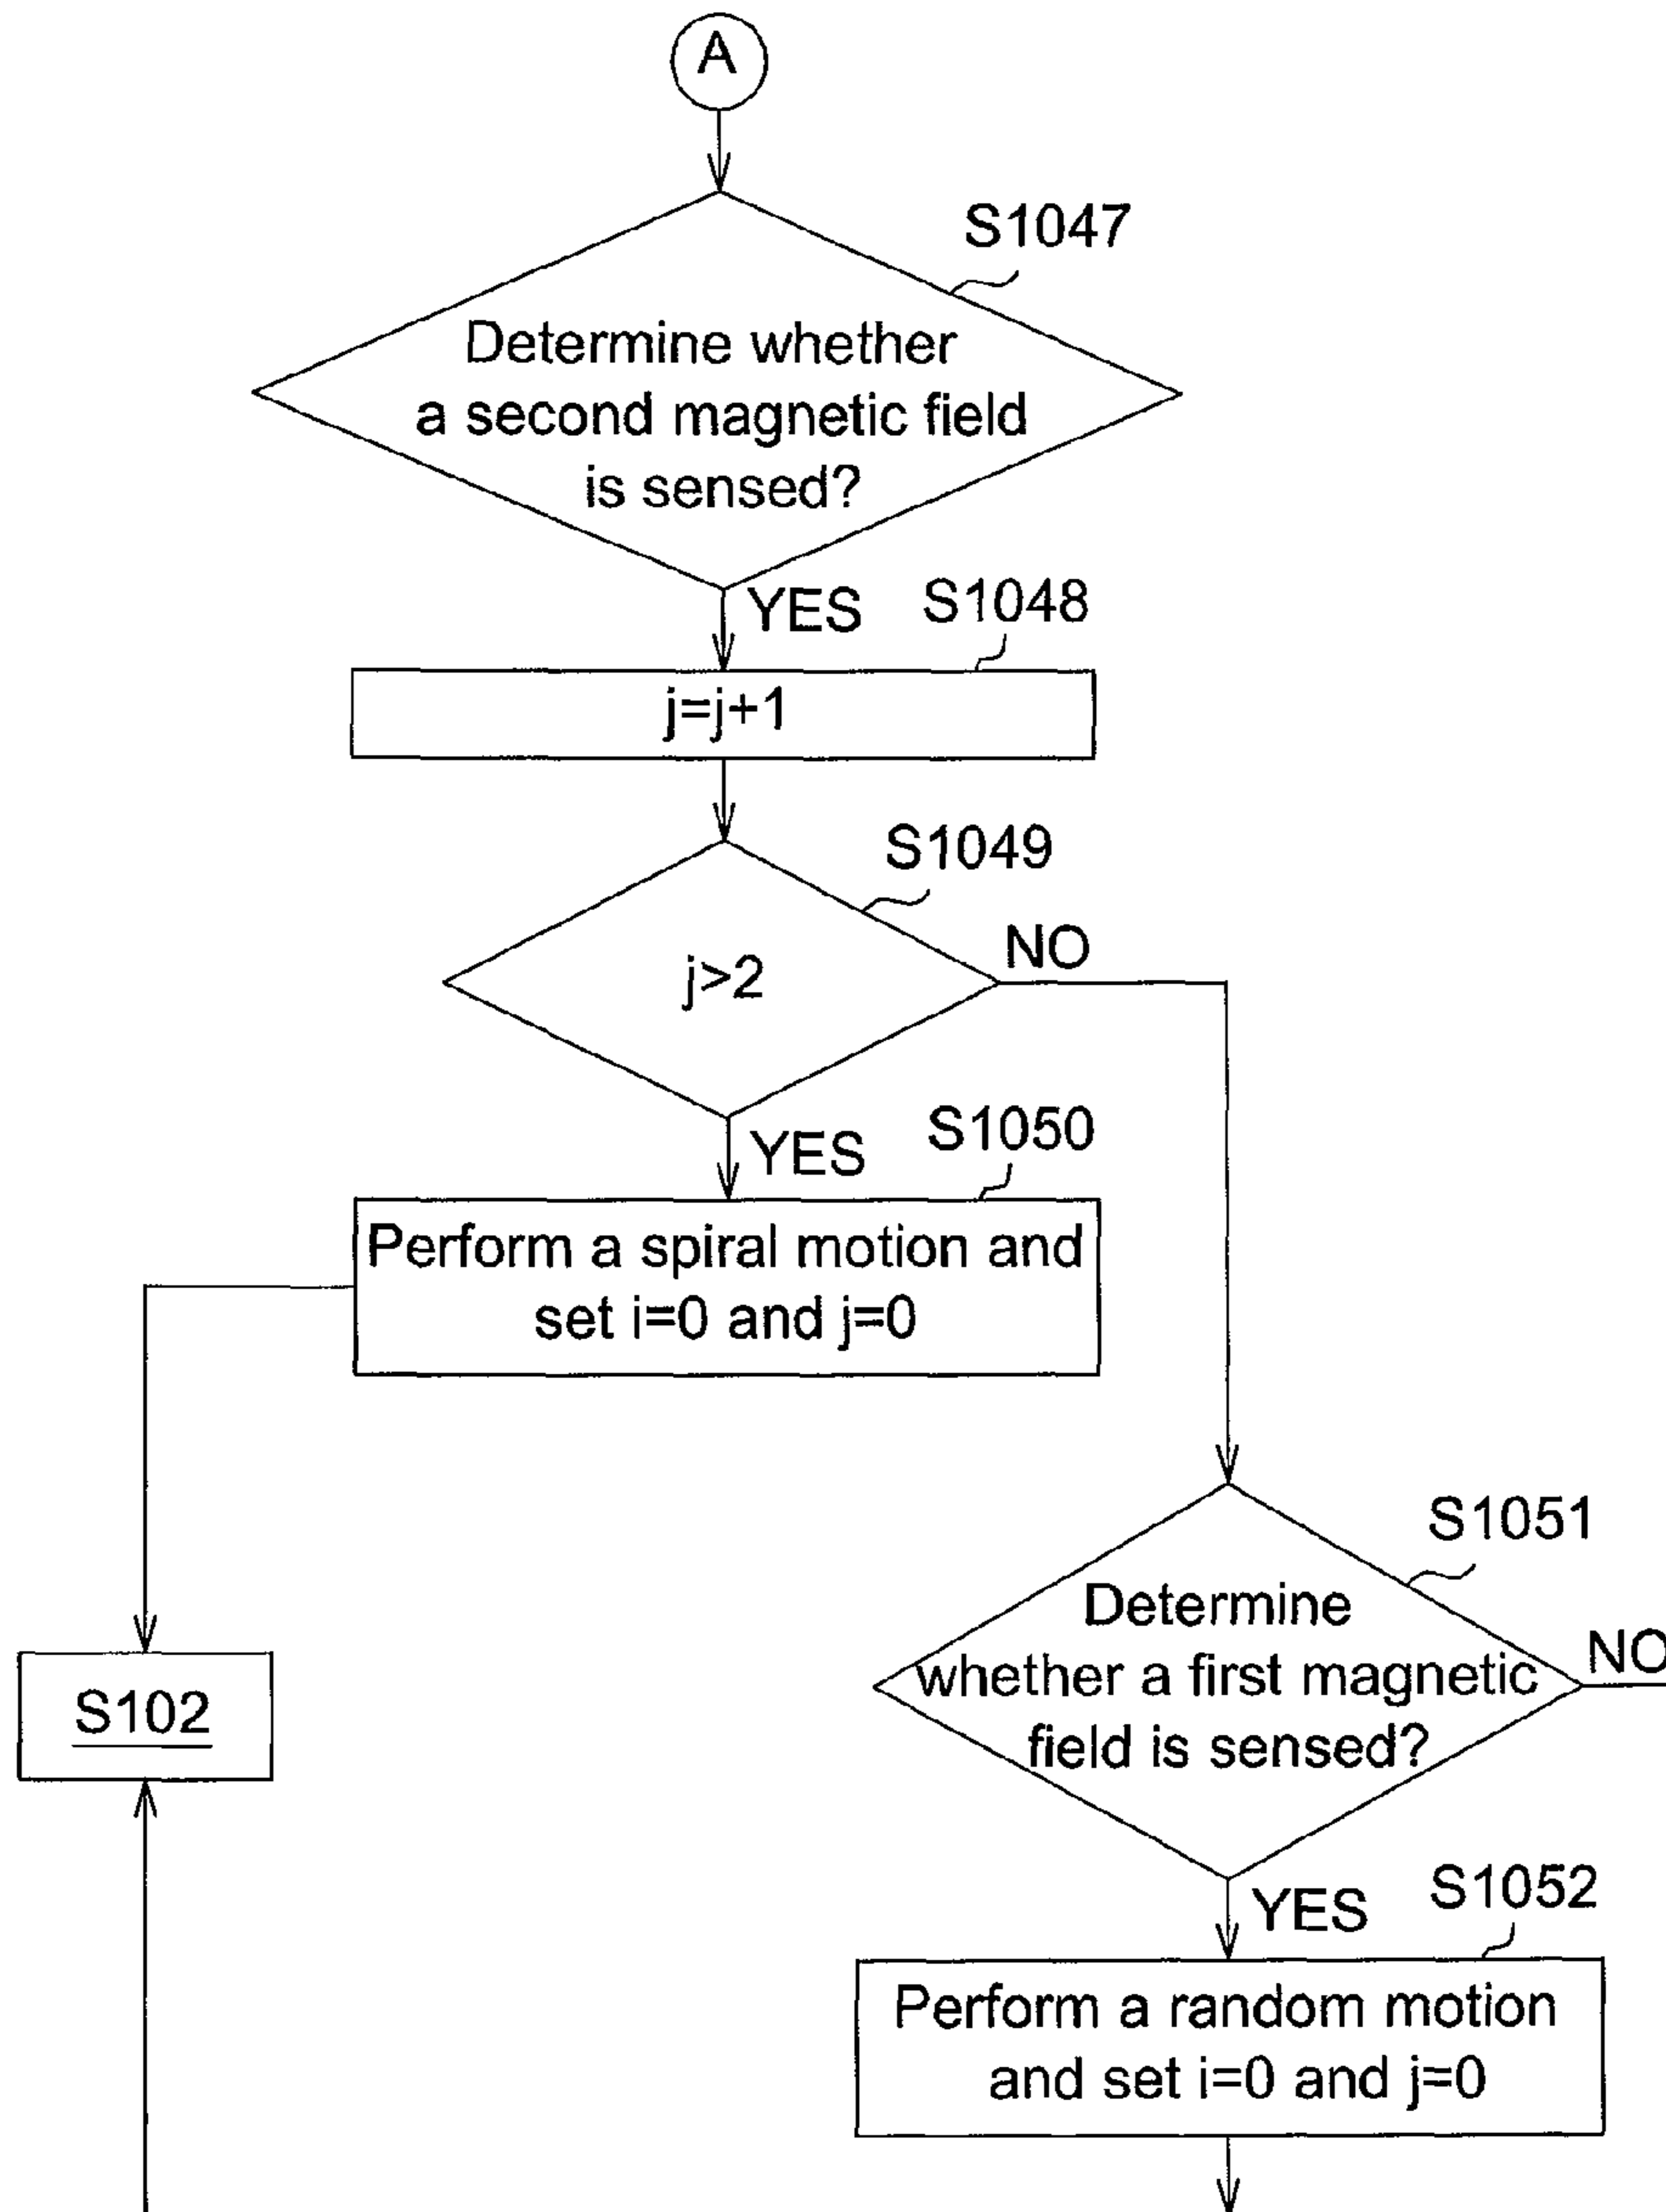 A
S1047
Determine whether
a second magnetic field
is sensed?
YES
S1048
j=j+1
S1049
j>2
NO
YES
S1050
Perform a spiral motion and
set i=0 and j=0
S1051
Determine
whether a first magnetic
field is sensed?
NO
S102
YES
S1052
Perform a random motion
and set i=0 and j=0